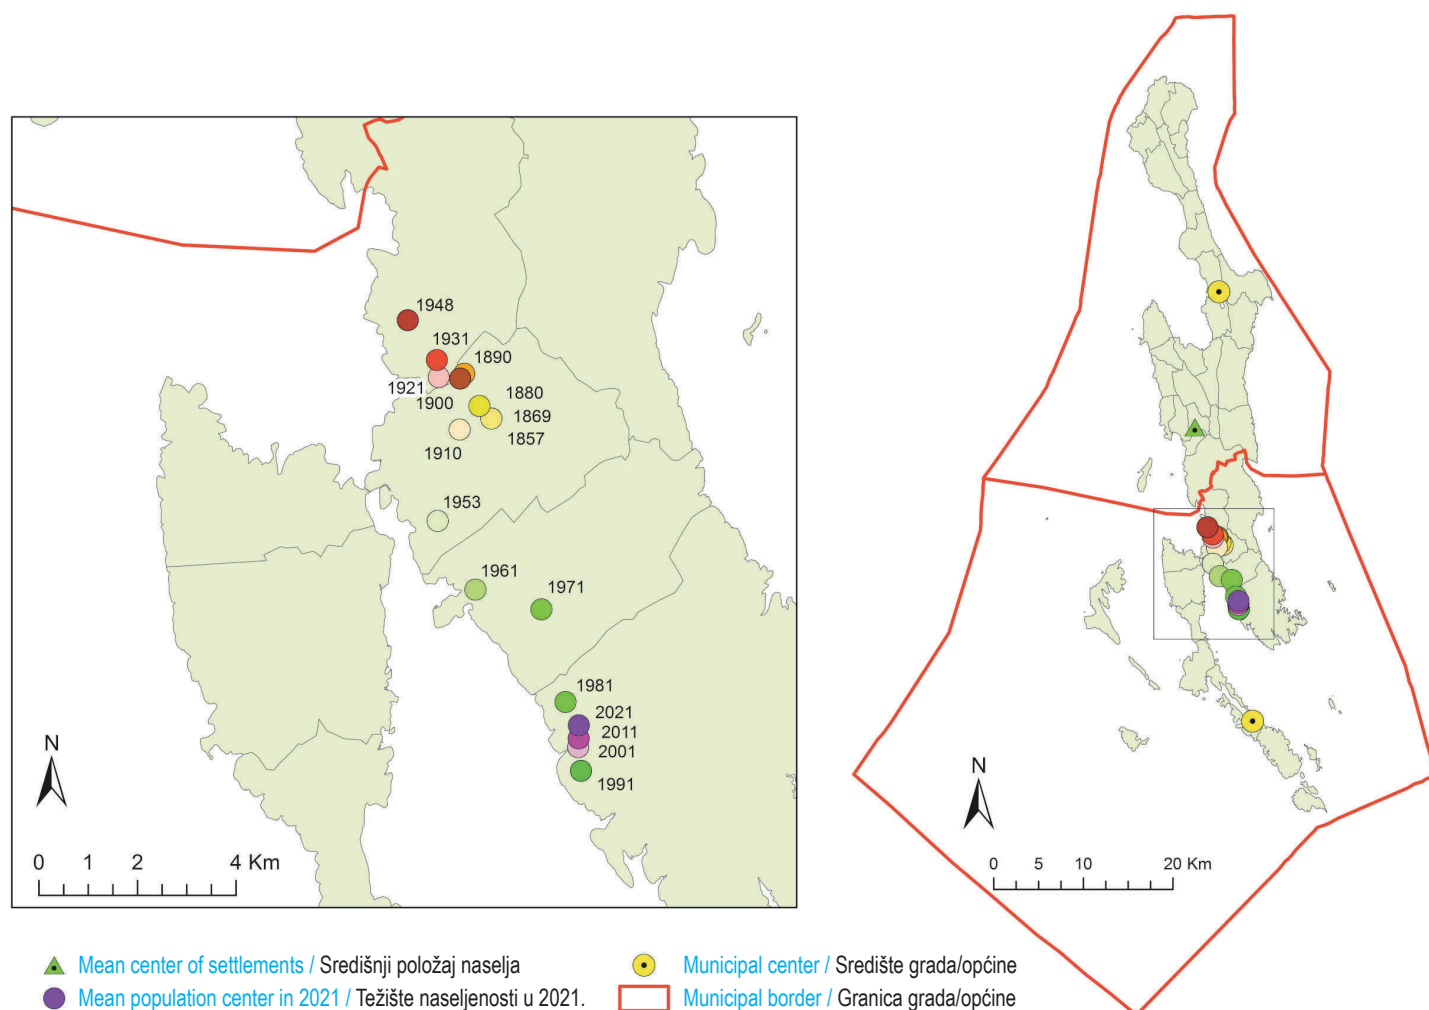 1948
1931
1890
1921
1880
1900
1869
1857
1910
1953
1961
1971
1981
2021
2011
2001
1991
N
0 1 2 4 Km
N
0 5 10 20 Km
Mean center of settlements / Središnji položaj naselja
Municipal center / Središte grada/općine
Mean population center in 2021 / Težište naseljenosti u 2021.
Municipal border / Granica grada/općine